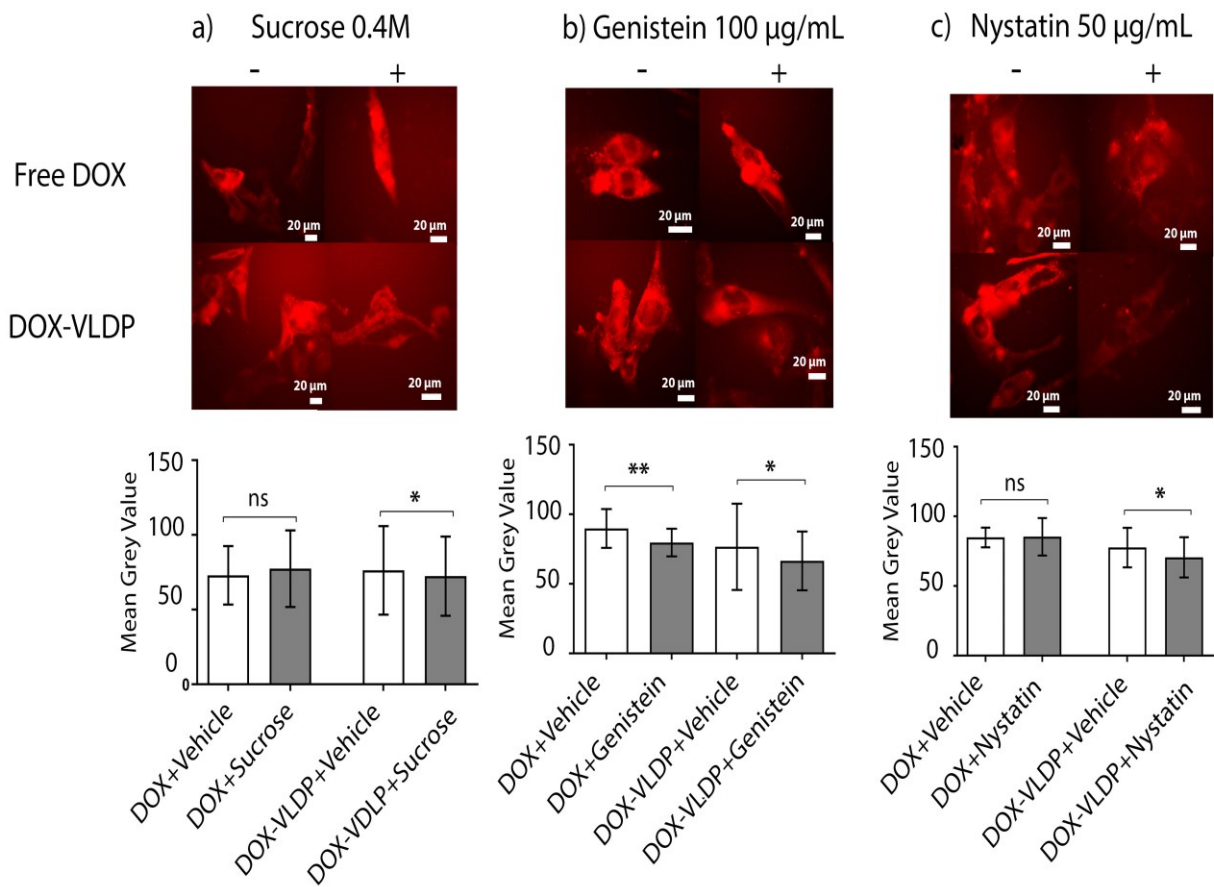 a) Sucrose 0.4M
b) Genistein 100 µg/mL
c) Nystatin 50 µg/mL
- +
- +
- +
Free DOX
20 µm 20 µm
20 µm 20 µm
20 µm 20 µm
DOX-VLDP
20 µm 20 µm
20 µm 20 µm
20 µm 20 µm
Mean Grey Value
150
100
50
0
0
ns
*
DOX+Vehicle
DOX+Sucrose
DOX-VLDP+Vehicle
DOX-VDLP+Sucrose
Mean Grey Value
150
100
50
0
**
*
DOX+Vehicle
DOX+Genistein
DOX-VLDP+Vehicle
DOX-VLDP+Genistein
Mean Grey Value
150
100
50
0
ns
*
DOX+Vehicle
DOX+Nystatin
DOX-VLDP+Vehicle
DOX-VLDP+Nystatin